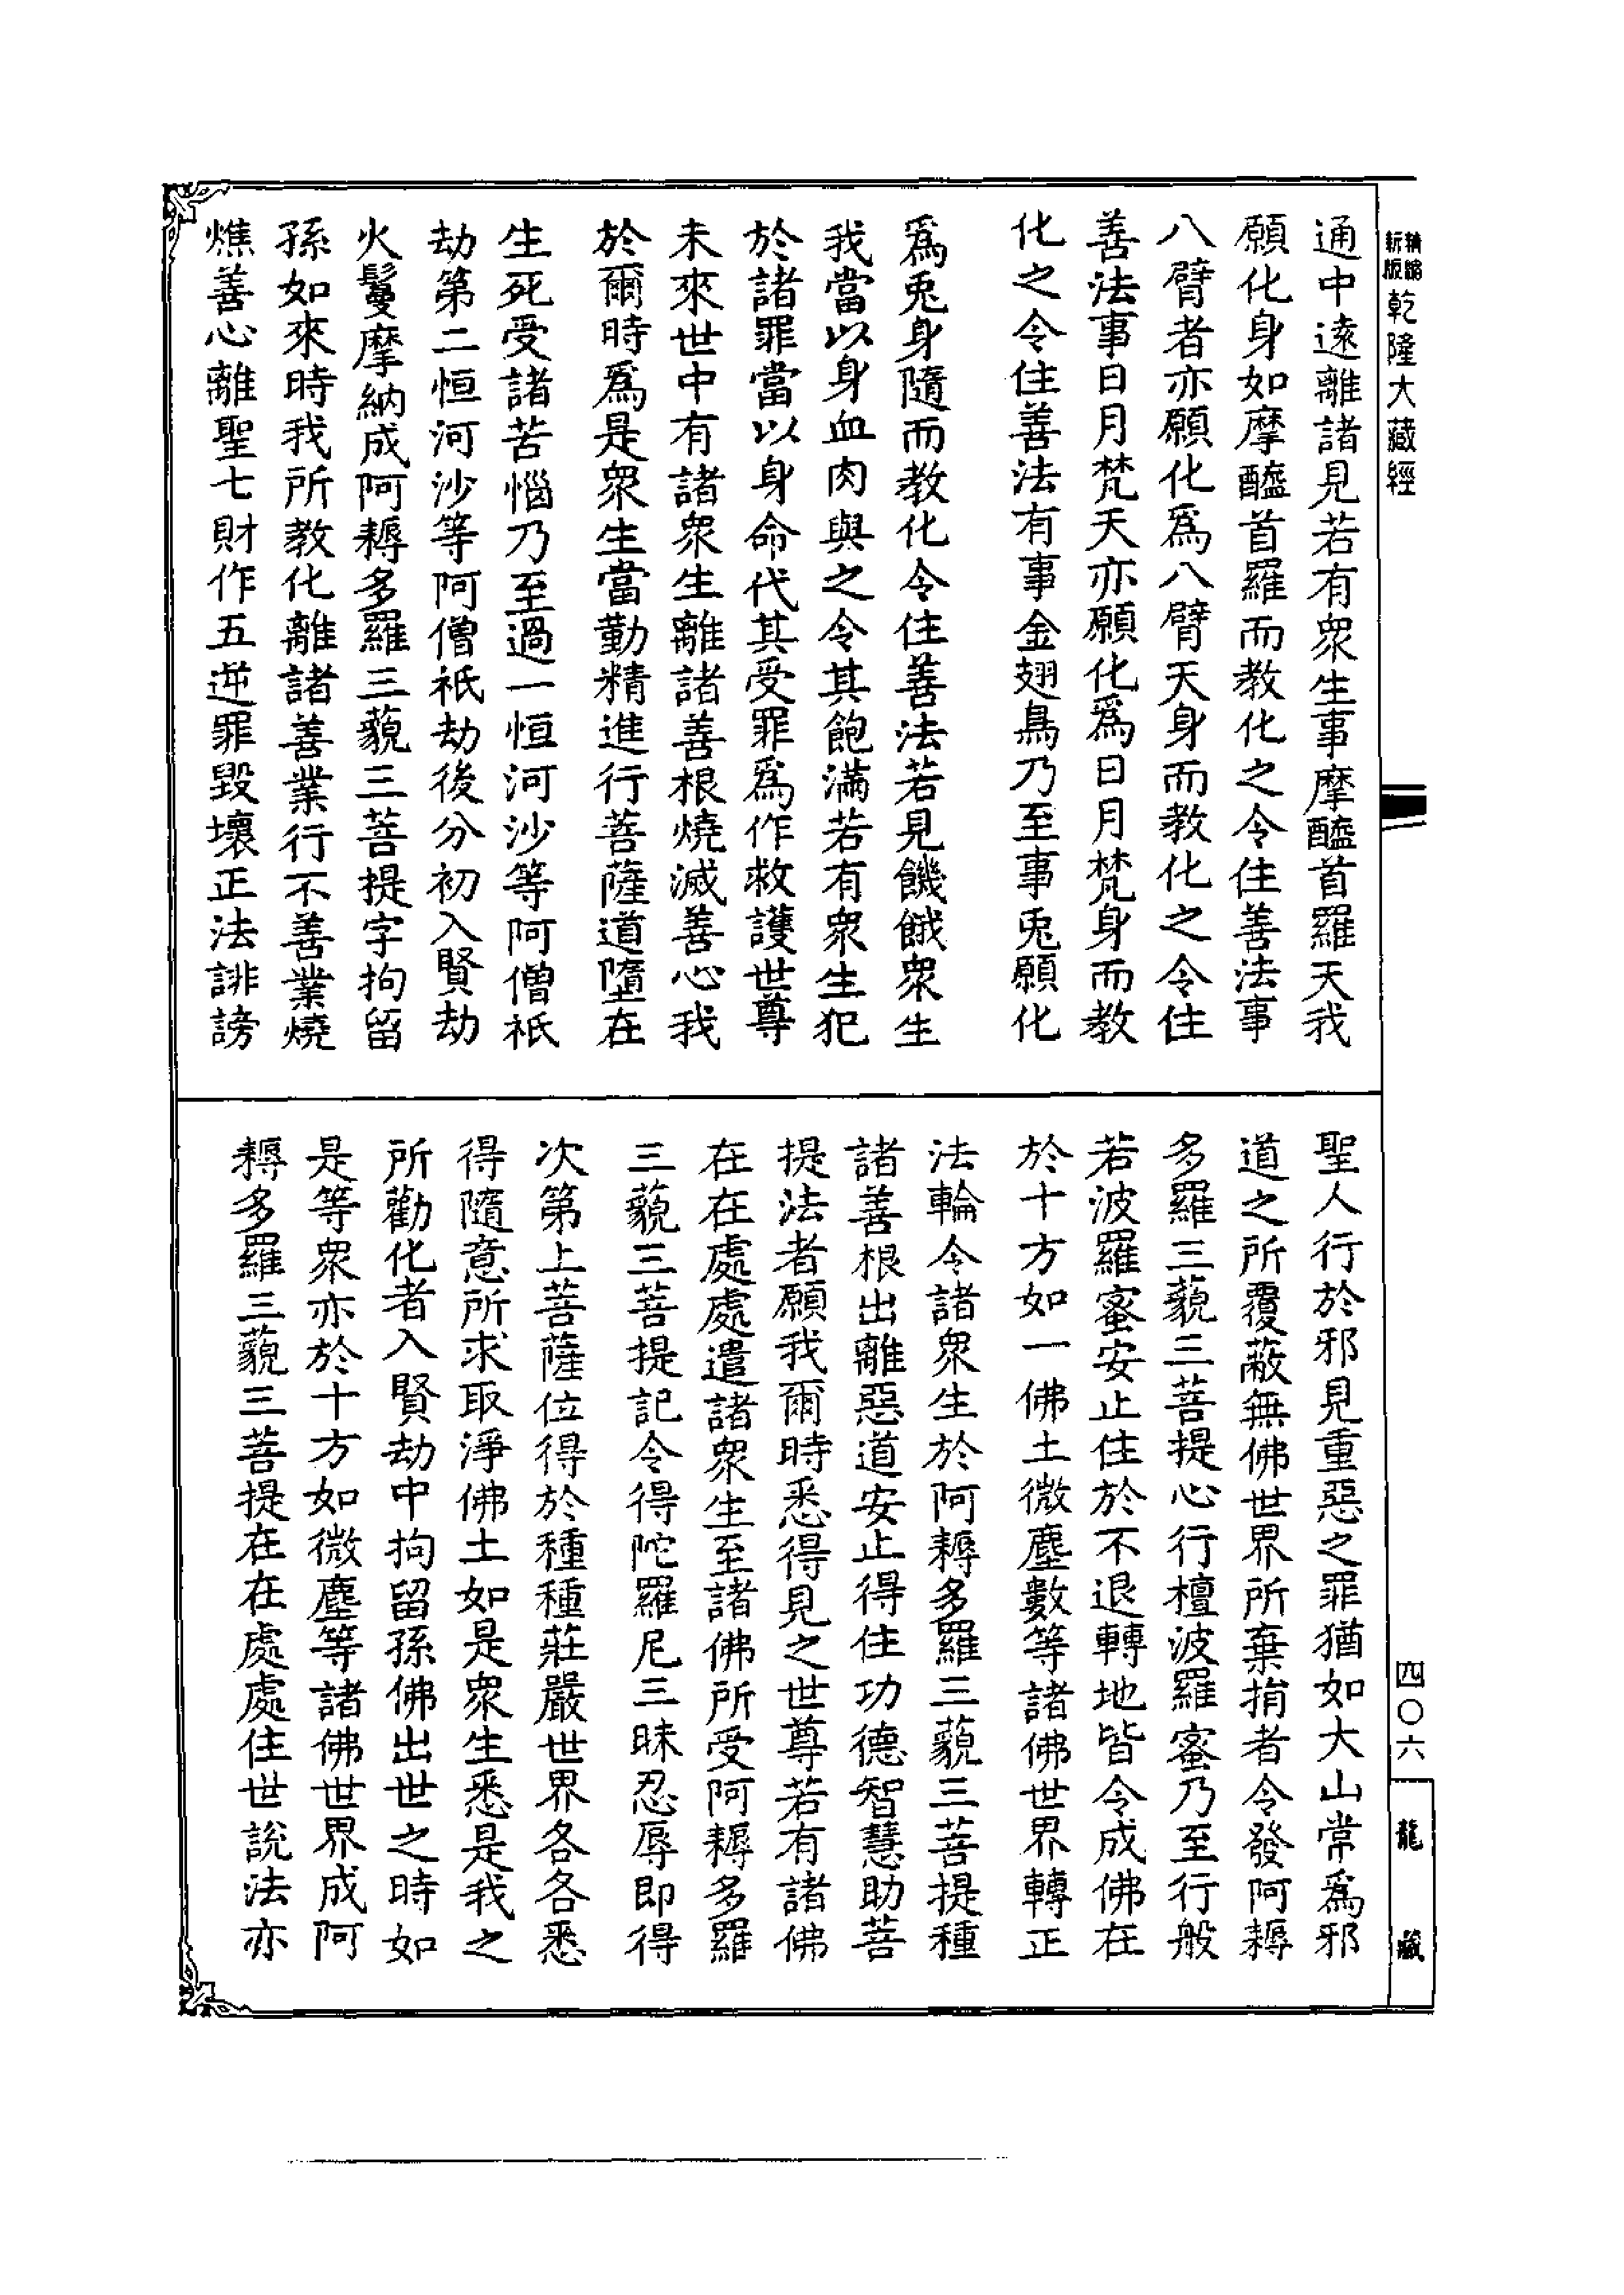 精縮新版乾隆大藏經
通中遠離諸見若有衆生事摩醯首羅天我
願化身如摩醯首羅而教化之令住善法事
八臂者亦願化爲八臂天身而教化之令住
善法事日月梵天亦願化爲日月梵身而教
化之令住善法有事金翅鳥乃至事兎願化
爲兎身隨而教化令住善法若見饑餓衆生
我當以身血肉與之令其飽滿若有衆生犯
於諸罪當以身命代其受罪爲作救護世尊
未來世中有諸衆生離諸善根燒滅善心我
於爾時爲是衆生當勤精進行菩薩道墮在
生死受諸苦惱乃至過一恒河沙等阿僧祇
劫第二恒河沙等阿僧祇劫後分初入賢劫
火鬘摩納成阿耨多羅三藐三菩提字拘留
孫如來時我所教化離諸善業行不善業燒
燋善心離聖七財作五逆罪毀壞正法誹謗
聖人行於邪見重惡之罪猶如大山常爲邪
道之所覆蔽無佛世界所棄捐者令發阿耨
多羅三藐三菩提心行檀波羅蜜乃至行般
若波羅蜜安止住於不退轉地皆令成佛在
於十方如一佛土微塵數等諸佛世界轉正
法輪令諸衆生於阿耨多羅三藐三菩提種
諸善根出離惡道安止得住功德智慧助菩
提法者願我爾時悉得見之世尊若有諸佛
在在處處遣諸衆生至諸佛所受阿耨多羅
三藐三菩提記令得陀羅尼三昧忍辱即得
次第上菩薩位得於種種莊嚴世界各各悉
得隨意所求取淨佛土如是衆生悉是我之
所勸化者入賢劫中拘留孫佛出世之時如
是等衆亦於十方如微塵等諸佛世界成阿
耨多羅三藐三菩提在在處處住世說法亦
四〇六
龍藏